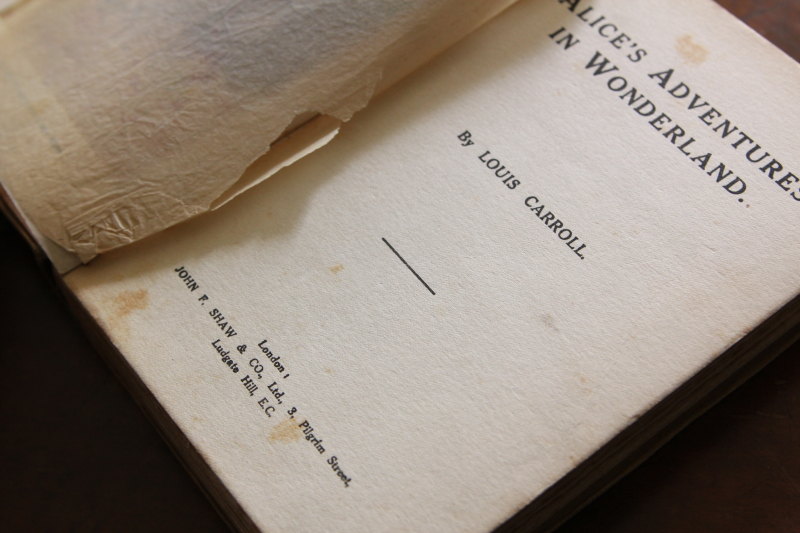 ALICE'S ADVENTURES
IN WONDERLAND.
By LOUIS CARROLL.
London:
JOHN F. SHAW & CO., Ltd., 3, Pilgrim Street,
Ludgate Hill, E.C.